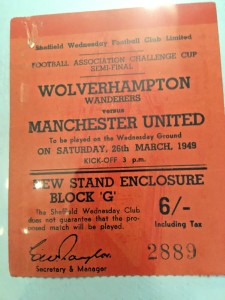 Sheffield Wednesday Football Club Limited
FOOTBALL ASSOCIATION CHALLENGE CUP
SEMI-FINAL
WOLVERHAMPTON
WANDERERS
versus
MANCHESTER UNITED
To be played on the Wednesday Ground
ON SATURDAY, 26th MARCH, 1949
KICK-OFF 3 p.m.
NEW STAND ENCLOSURE
BLOCK 'G'
The Sheffield Wednesday Club
does not guarantee that the pro-
posed match will be played.
6/-
Including Tax
Secretary & Manager
2889